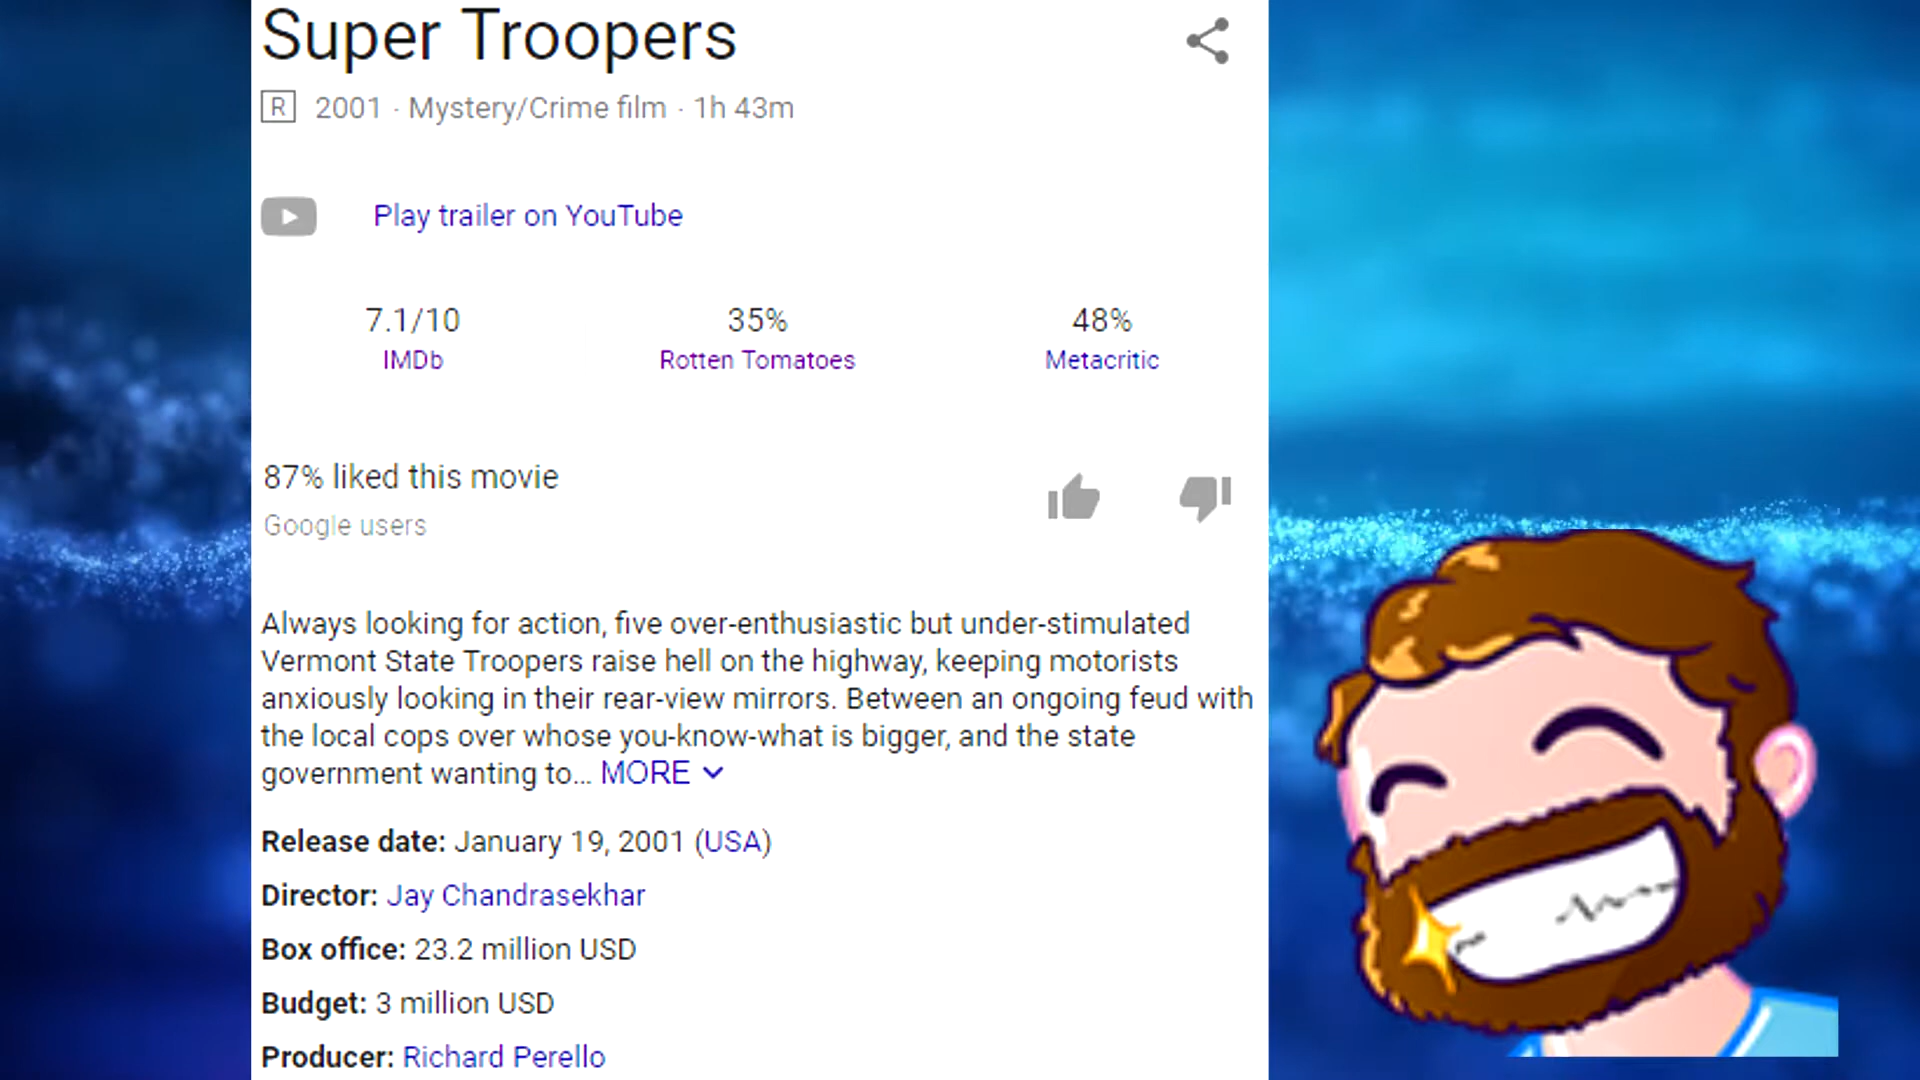 Super Troopers
R 2001 · Mystery/Crime film · 1h 43m
Play trailer on YouTube
7.1/10 35% 48%
IMDb Rotten Tomatoes Metacritic
87% liked this movie
Google users
Always looking for action, five over-enthusiastic but under-stimulated
Vermont State Troopers raise hell on the highway, keeping motorists
anxiously looking in their rear-view mirrors. Between an ongoing feud with
the local cops over whose you-know-what is bigger, and the state
government wanting to... MORE
Release date: January 19, 2001 (USA)
Director: Jay Chandrasekhar
Box office: 23.2 million USD
Budget: 3 million USD
Producer: Richard Perello